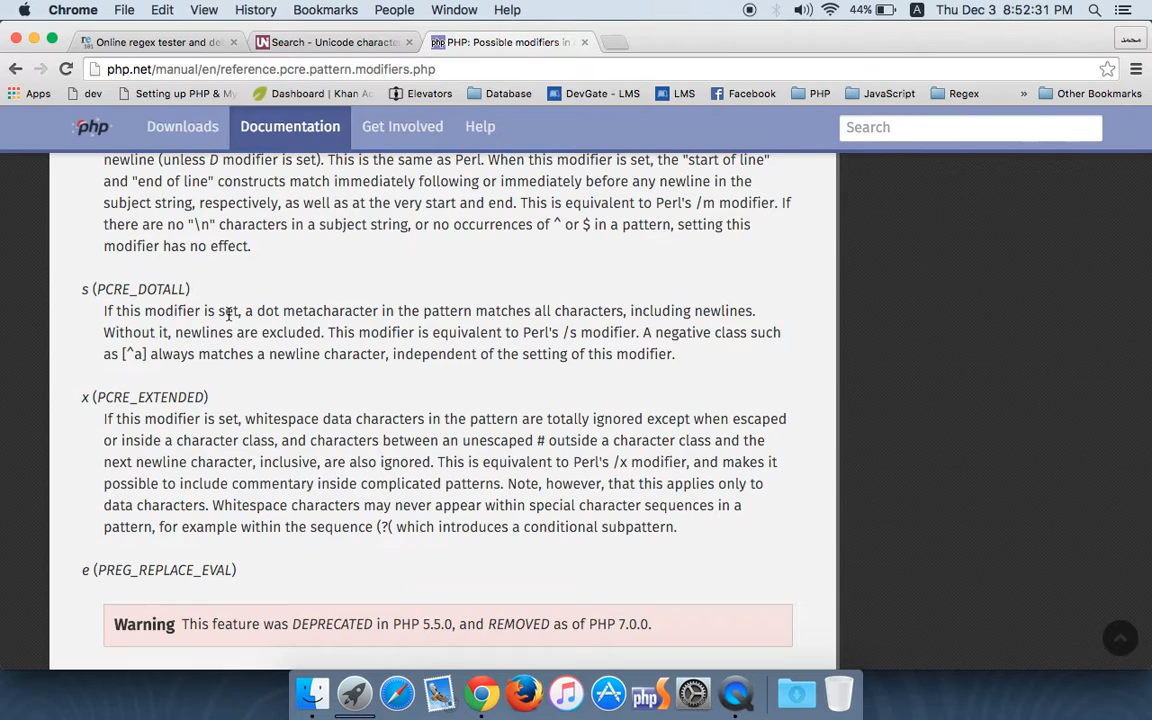 Chrome File Edit View History Bookmarks People Window Help 44% A Thu Dec 3 8:52:31 PM
Online regex tester and de
Search - Unicode characte
PHP: Possible modifiers in
محمد
php.net/manual/en/reference.pcre.pattern.modifiers.php
Apps dev Setting up PHP & My Dashboard | Khan Ac Elevators Database DevGate - LMS LMS Facebook PHP JavaScript Regex » Other Bookmarks
php Downloads Documentation Get Involved Help Search
newline (unless D modifier is set). This is the same as Perl. When this modifier is set, the "start of line"
and "end of line" constructs match immediately following or immediately before any newline in the
subject string, respectively, as well as at the very start and end. This is equivalent to Perl's /m modifier. If
there are no "\n" characters in a subject string, or no occurrences of ^ or $ in a pattern, setting this
modifier has no effect.
s (PCRE_DOTALL)
If this modifier is set, a dot metacharacter in the pattern matches all characters, including newlines.
Without it, newlines are excluded. This modifier is equivalent to Perl's /s modifier. A negative class such
as [^a] always matches a newline character, independent of the setting of this modifier.
x (PCRE_EXTENDED)
If this modifier is set, whitespace data characters in the pattern are totally ignored except when escaped
or inside a character class, and characters between an unescaped # outside a character class and the
next newline character, inclusive, are also ignored. This is equivalent to Perl's /x modifier, and makes it
possible to include commentary inside complicated patterns. Note, however, that this applies only to
data characters. Whitespace characters may never appear within special character sequences in a
pattern, for example within the sequence (?( which introduces a conditional subpattern.
e (PREG_REPLACE_EVAL)
Warning This feature was DEPRECATED in PHP 5.5.0, and REMOVED as of PHP 7.0.0.
php